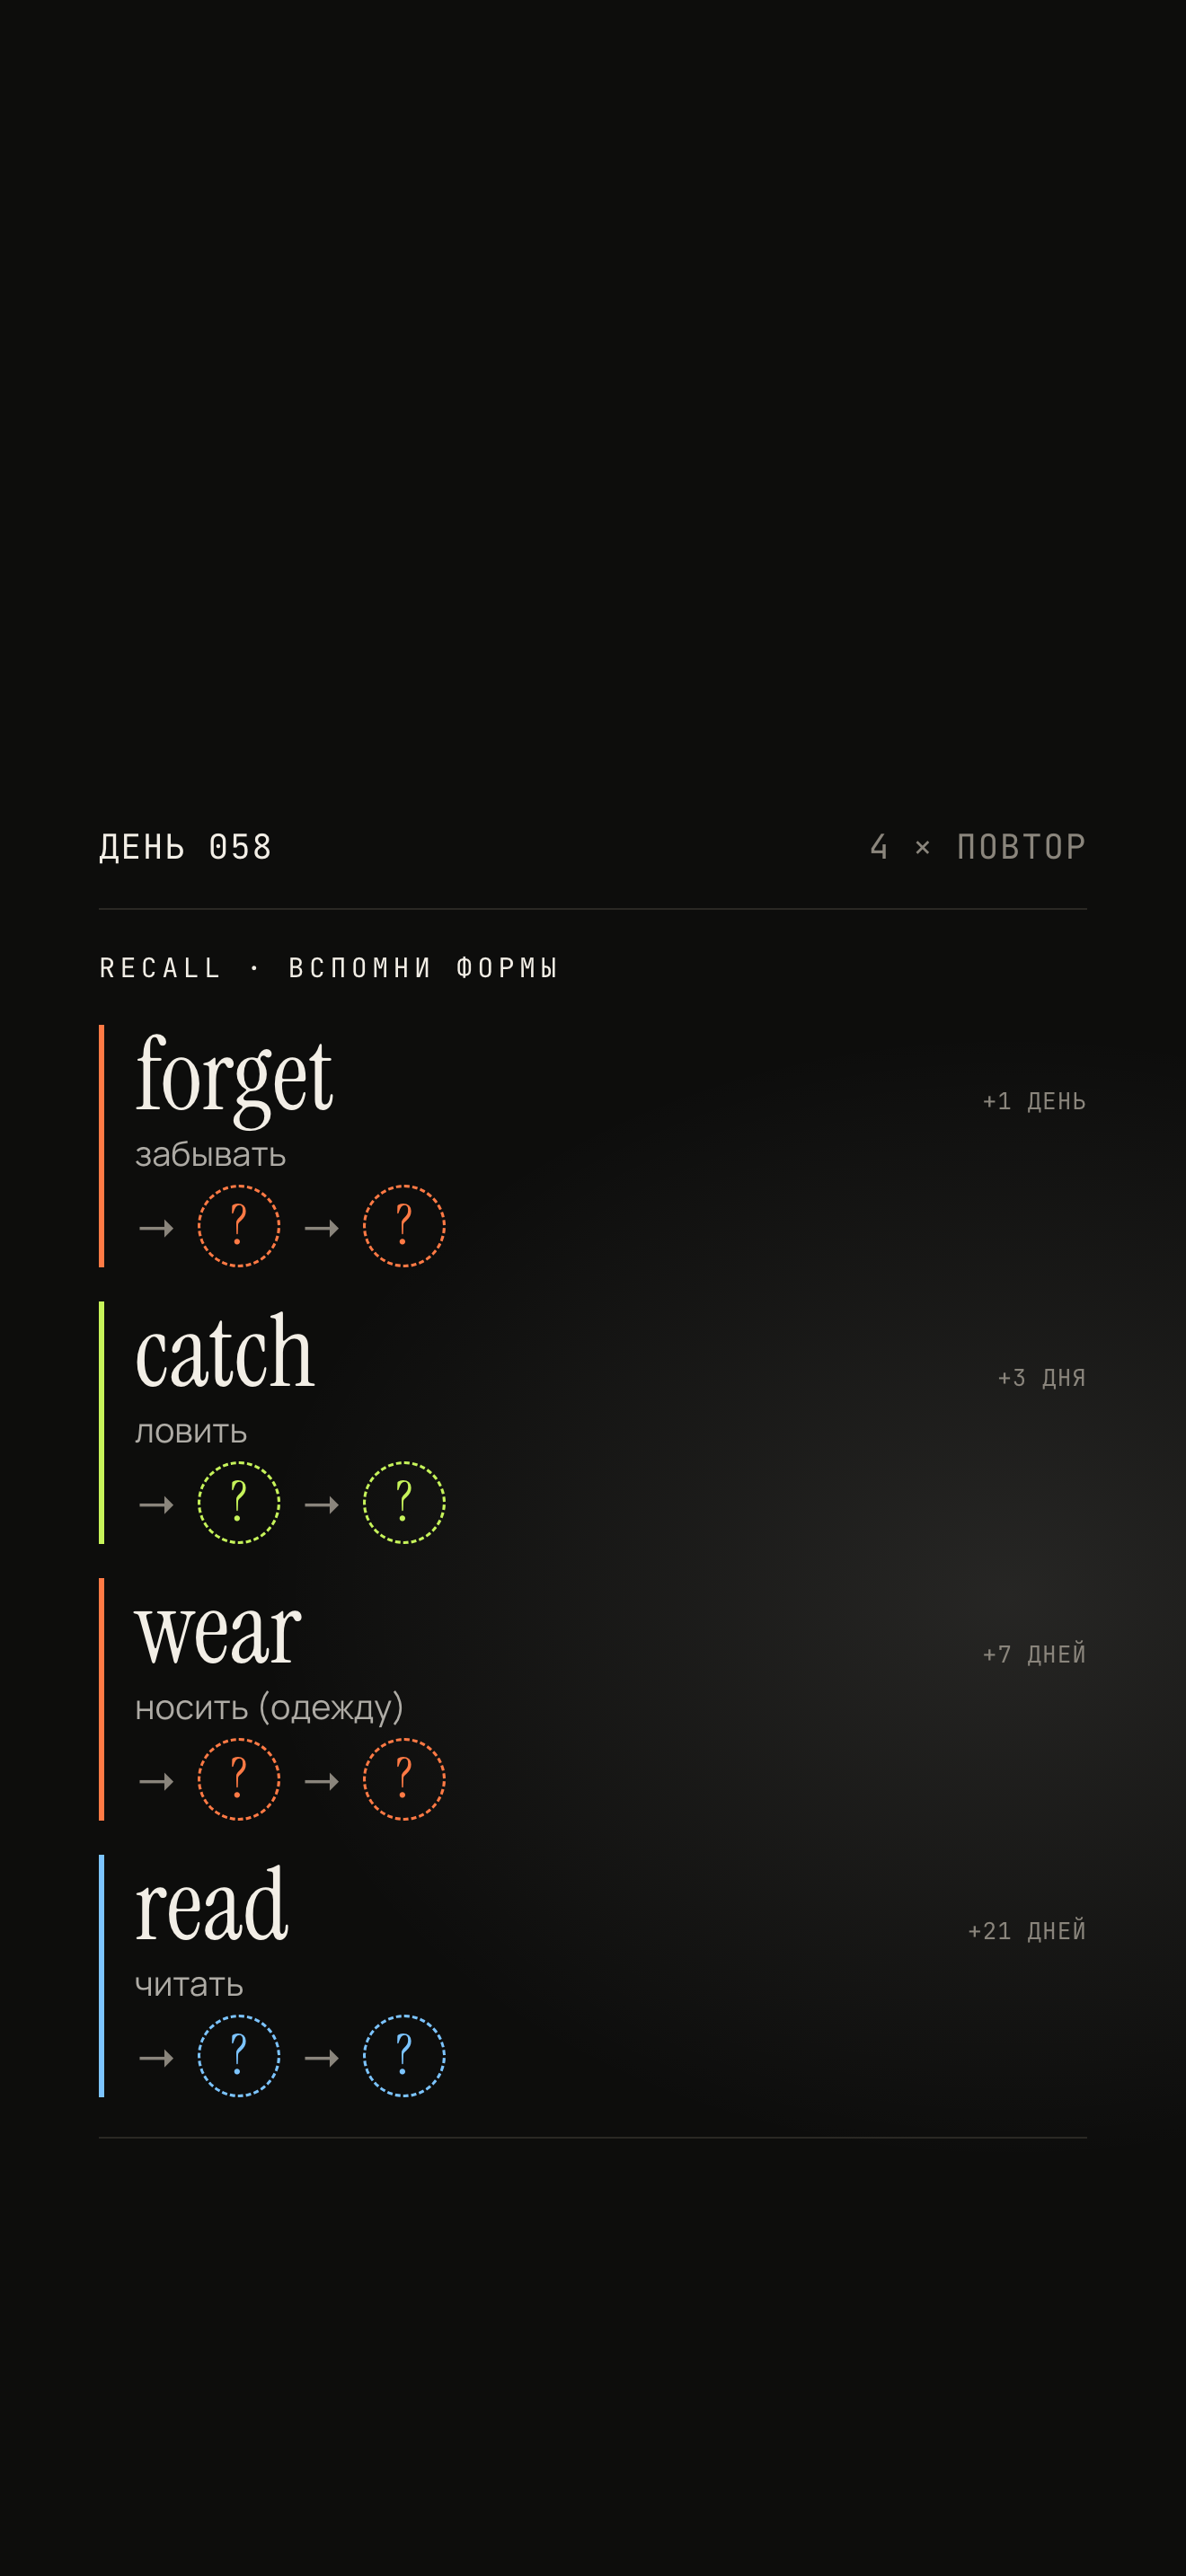 ДЕНЬ 058
4 × ПОВТОР
RECALL · ВСПОМНИ ФОРМЫ
forget
+1 ДЕНЬ
забывать
→ ? → ?
catch
+3 ДНЯ
ловить
→ ? → ?
wear
+7 ДНЕЙ
носить (одежду)
→ ? → ?
read
+21 ДНЕЙ
читать
→ ? → ?